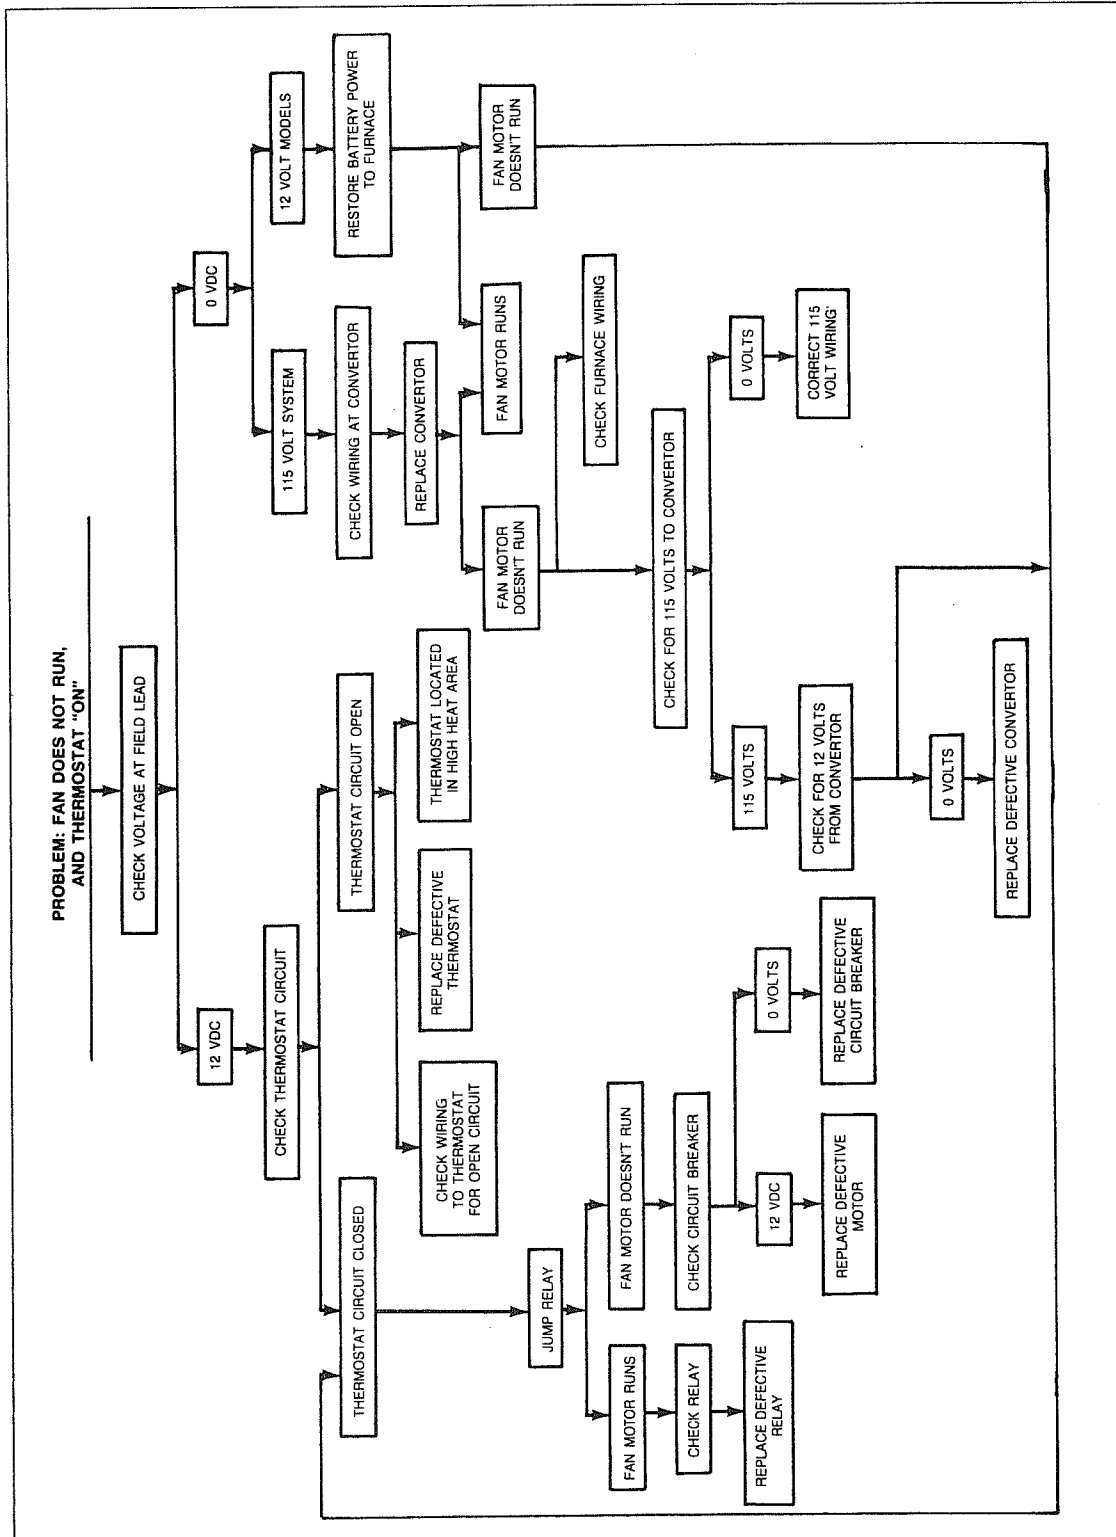 PROBLEM: FAN DOES NOT RUN,
AND THERMOSTAT "ON"
CHECK VOLTAGE AT FIELD LEAD
12 VDC
0 VDC
CHECK THERMOSTAT CIRCUIT
115 VOLT SYSTEM
12 VOLT MODELS
THERMOSTAT CIRCUIT CLOSED
THERMOSTAT CIRCUIT OPEN
CHECK WIRING AT CONVERTOR
RESTORE BATTERY POWER
TO FURNACE
CHECK WIRING
TO THERMOSTAT
FOR OPEN CIRCUIT
REPLACE DEFECTIVE
THERMOSTAT
THERMOSTAT LOCATED
IN HIGH HEAT AREA
REPLACE CONVERTOR
FAN MOTOR
DOESN'T RUN
FAN MOTOR RUNS
FAN MOTOR
DOESN'T RUN
JUMP RELAY
CHECK FURNACE WIRING
FAN MOTOR RUNS
FAN MOTOR DOESN'T RUN
CHECK FOR 115 VOLTS TO CONVERTOR
CHECK RELAY
CHECK CIRCUIT BREAKER
REPLACE DEFECTIVE
RELAY
12 VDC
0 VOLTS
115 VOLTS
0 VOLTS
REPLACE DEFECTIVE
MOTOR
REPLACE DEFECTIVE
CIRCUIT BREAKER
CHECK FOR 12 VOLTS
FROM CONVERTOR
CORRECT 115
VOLT WIRING'
0 VOLTS
REPLACE DEFECTIVE CONVERTOR